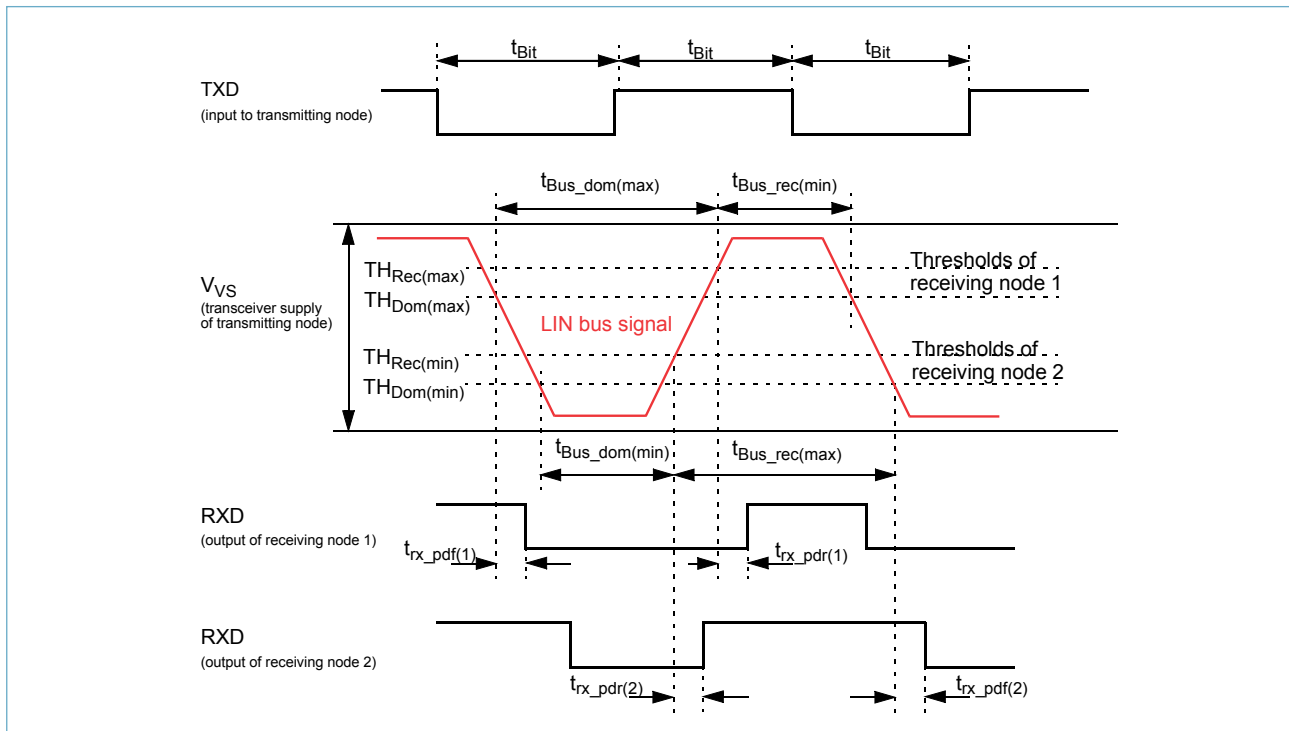 tBit tBit tBit
TXD
(input to transmitting node)
tBus_dom(max) tBus_rec(min)
VVS
(transceiver supply
of transmitting node)
THRec(max)
THDom(max)
Thresholds of
receiving node 1
LIN bus signal
THRec(min)
THDom(min)
Thresholds of
receiving node 2
tBus_dom(min) tBus_rec(max)
RXD
(output of receiving node 1)
trx_pdf(1) trx_pdr(1)
RXD
(output of receiving node 2)
trx_pdr(2) trx_pdf(2)